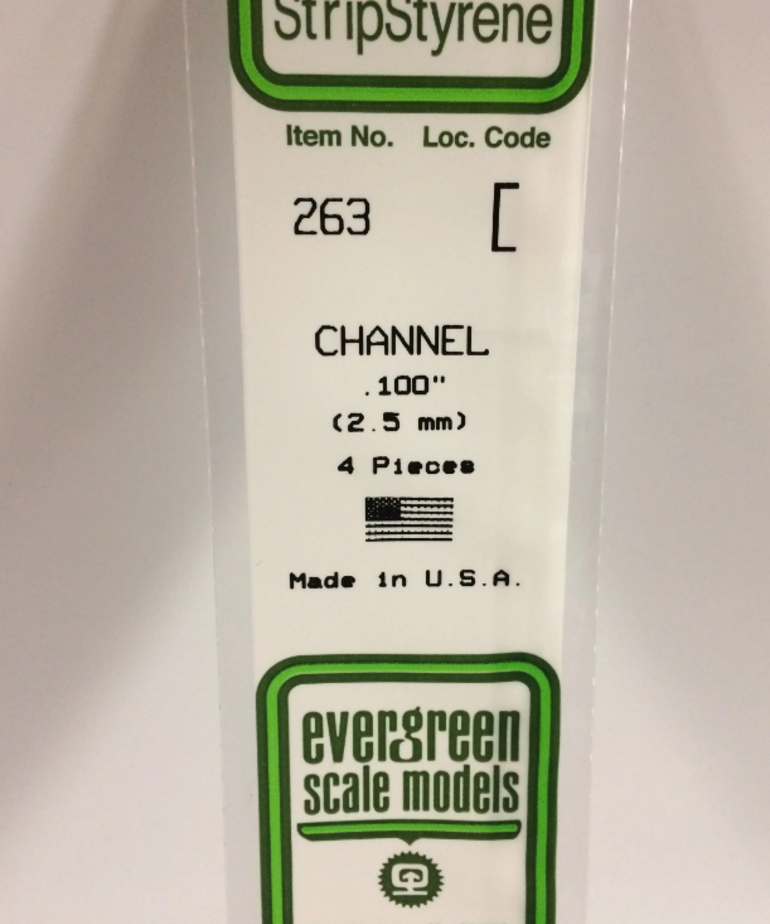 StripStyrene
Item No. Loc. Code
263 [
CHANNEL
.100"
(2.5 mm)
4 Pieces
Made in U.S.A.
evergreen
scale models